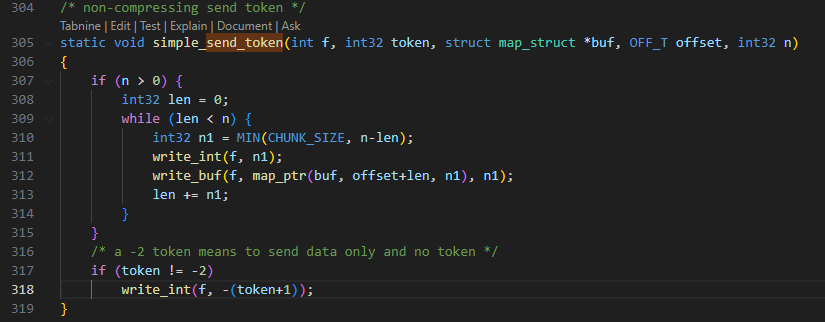 304 /* non-compressing send token */
Tabnine | Edit | Test | Explain | Document | Ask
305 static void simple_send_token(int f, int32 token, struct map_struct *buf, OFF_T offset, int32 n)
306 {
307     if (n > 0) {
308         int32 len = 0;
309         while (len < n) {
310             int32 n1 = MIN(CHUNK_SIZE, n-len);
311             write_int(f, n1);
312             write_buf(f, map_ptr(buf, offset+len, n1), n1);
313             len += n1;
314         }
315     }
316     /* a -2 token means to send data only and no token */
317     if (token != -2)
318         write_int(f, -(token+1));
319 }